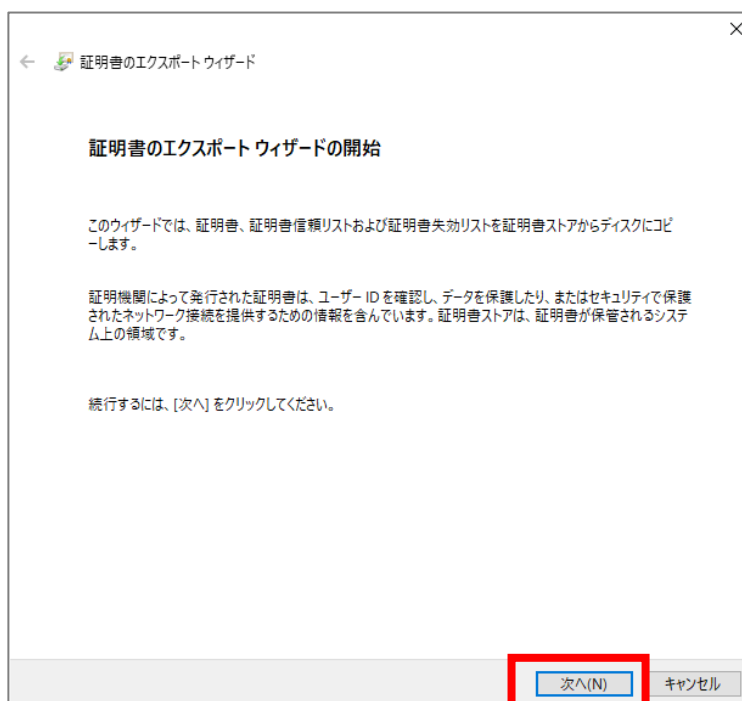 証明書のエクスポート ウィザード
証明書のエクスポート ウィザードの開始
このウィザードでは、証明書、証明書信頼リストおよび証明書失効リストを証明書ストアからディスクにコピ
ーします。
証明機関によって発行された証明書は、ユーザー ID を確認し、データを保護したり、またはセキュリティで保護
されたネットワーク接続を提供するための情報を含んでいます。証明書ストアは、証明書が保管されるシステ
ム上の領域です。
続行するには、[次へ] をクリックしてください。
次へ(N)
キャンセル